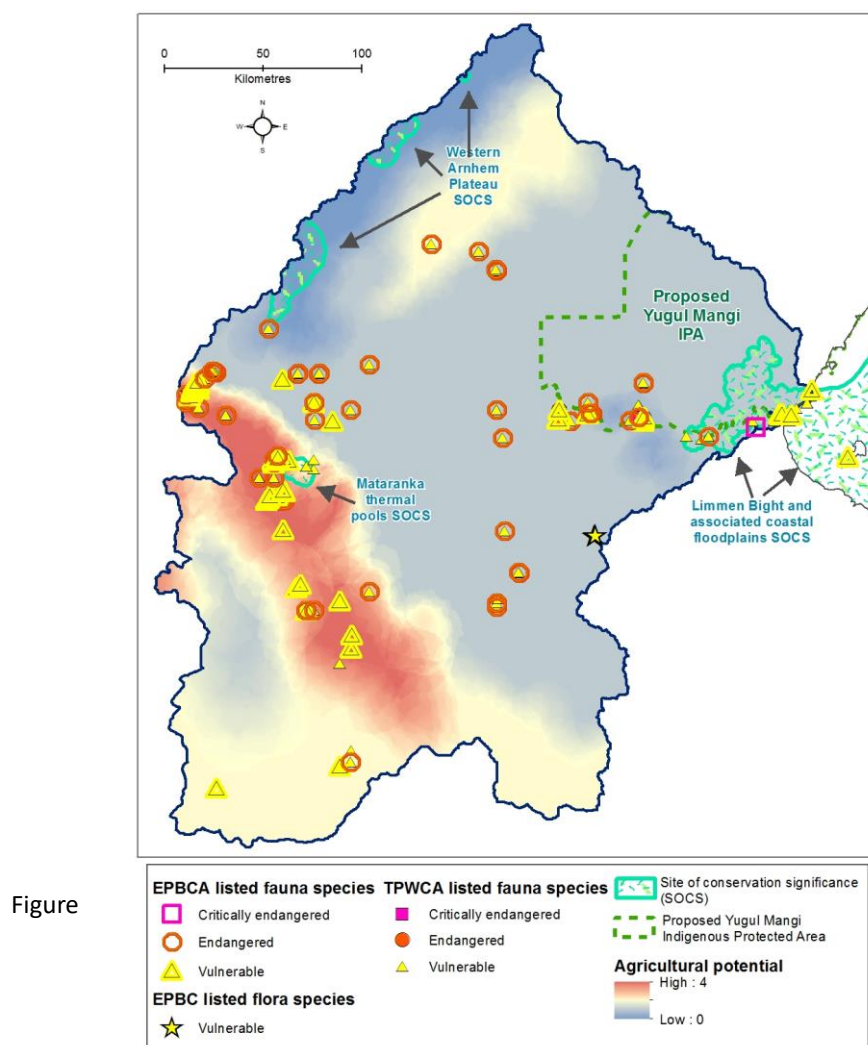 0 50 100
Kilometres
N
W E
S
Western
Arnhem
Plateau
SOCS
Proposed
Yugul Mangi
IPA
Mataranka
thermal
pools SOCS
Limmen Bight and
associated coastal
floodplains SOCS
Figure
EPBCA listed fauna species
Critically endangered
Endangered
Vulnerable
EPBC listed flora species
Vulnerable
TPWCA listed fauna species
Critically endangered
Endangered
Vulnerable
Site of conservation significance
(SOCS)
Proposed Yugul Mangi
Indigenous Protected Area
Agricultural potential
High : 4
Low : 0